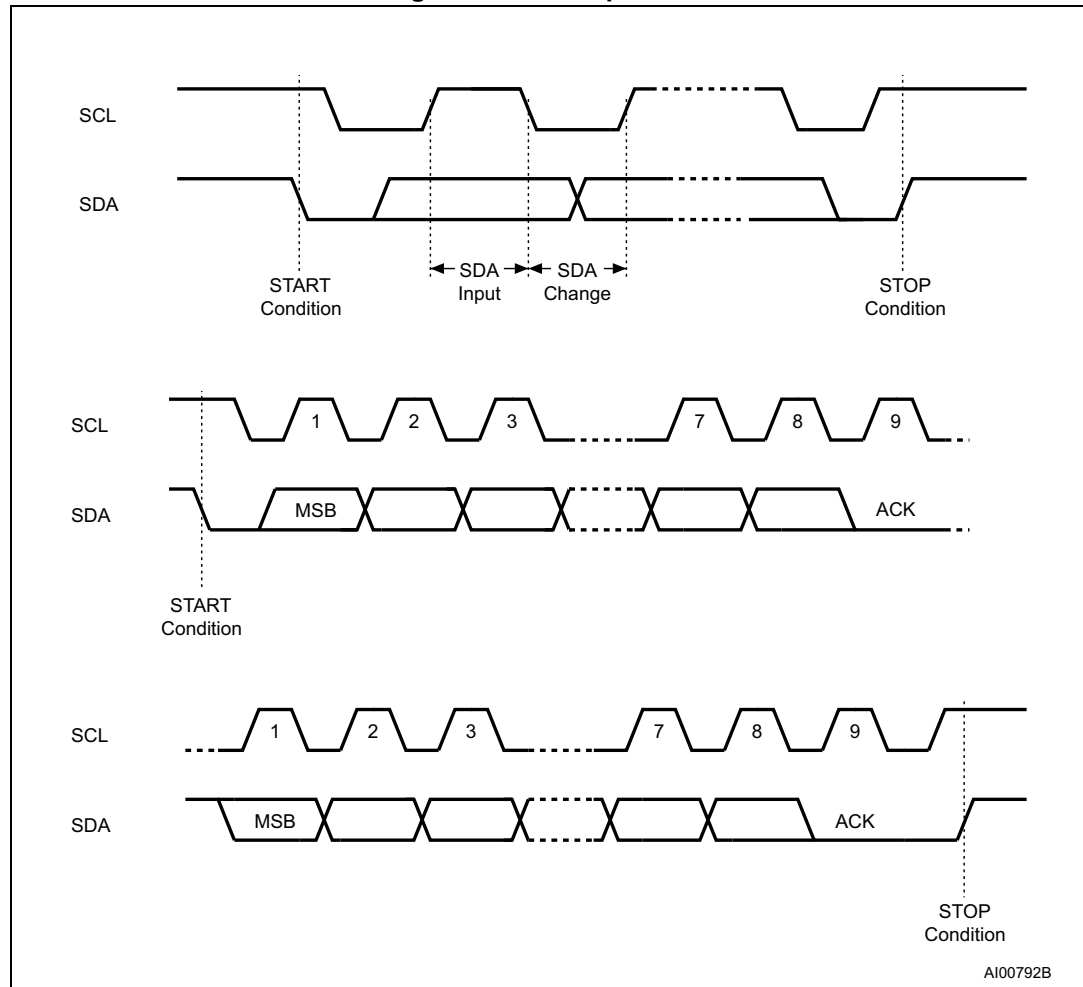 SCL
SDA
START
Condition
SDA
Input
SDA
Change
STOP
Condition
SCL
1 2 3 7 8 9
SDA
MSB ACK
START
Condition
SCL
1 2 3 7 8 9
SDA
MSB ACK
STOP
Condition
AI00792B